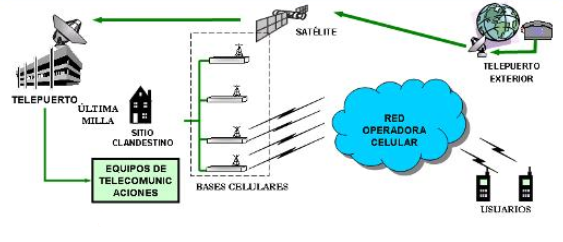 SATÉLITE
TELEPUERTO
EXTERIOR
TELEPUERTO
ÚLTIMA
MILLA
SITIO
CLANDESTINO
RED
OPERADORA
CELULAR
EQUIPOS DE
TELECOMUNIC
ACIONES
BASES CELULARES
USUARIOS